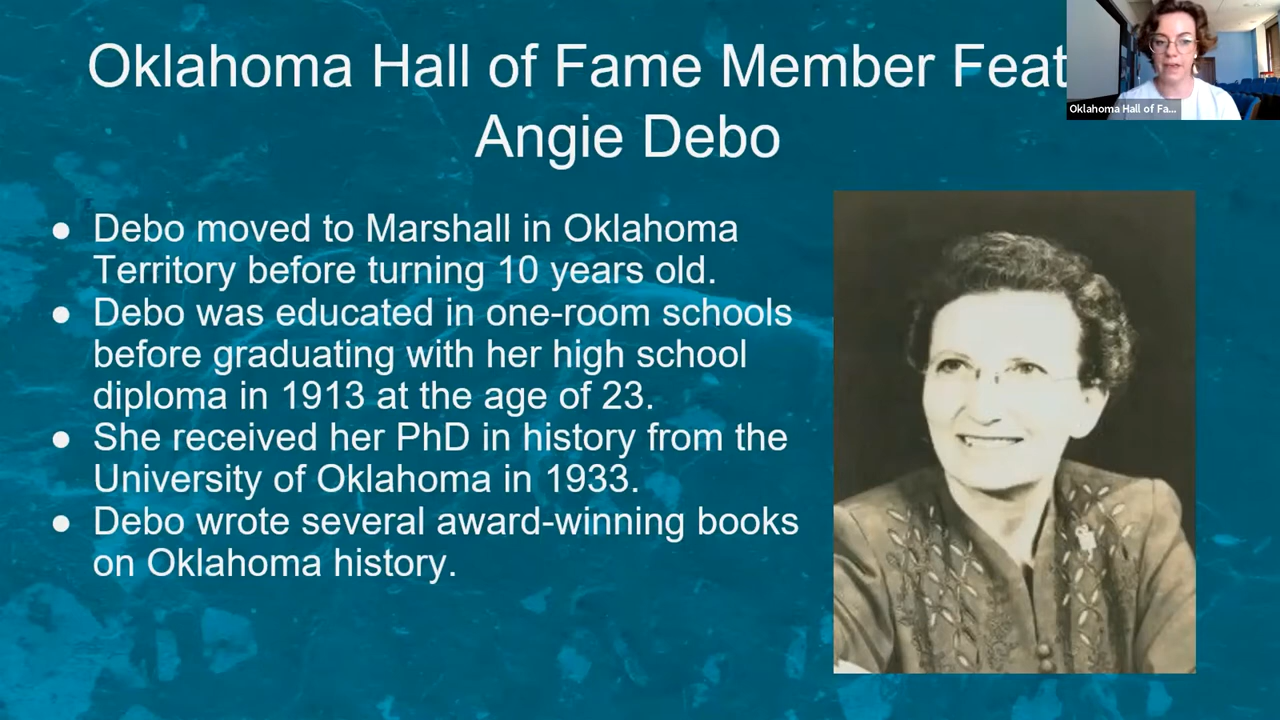 Oklahoma Hall of Fame Member Feat
Angie Debo
Oklahoma Hall of Fa...
● Debo moved to Marshall in Oklahoma
Territory before turning 10 years old.
● Debo was educated in one-room schools
before graduating with her high school
diploma in 1913 at the age of 23.
● She received her PhD in history from the
University of Oklahoma in 1933.
● Debo wrote several award-winning books
on Oklahoma history.